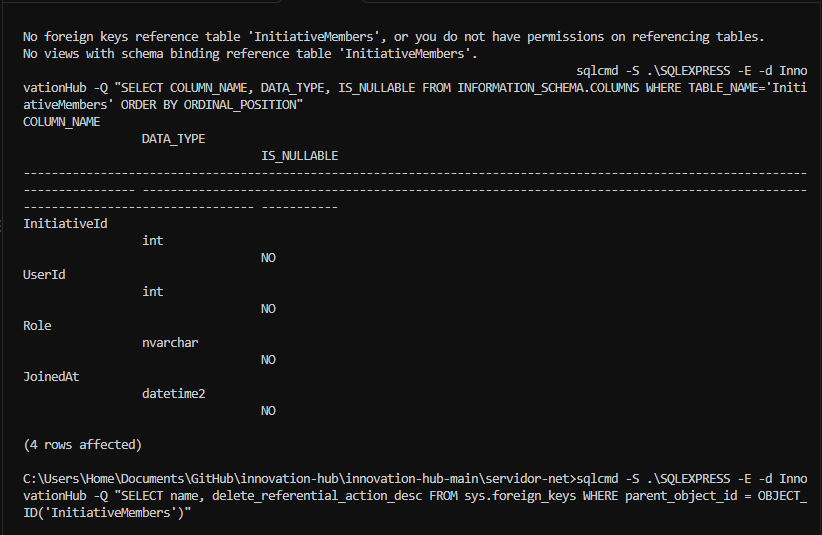 No foreign keys reference table 'InitiativeMembers', or you do not have permissions on referencing tables.
No views with schema binding reference table 'InitiativeMembers'.
sqlcmd -S .\SQLEXPRESS -E -d Inno
vationHub -Q "SELECT COLUMN_NAME, DATA_TYPE, IS_NULLABLE FROM INFORMATION_SCHEMA.COLUMNS WHERE TABLE_NAME='Initi
ativeMembers' ORDER BY ORDINAL_POSITION"
COLUMN_NAME
DATA_TYPE
IS_NULLABLE
-----------------------------------------------------------------------------------------------------------------
---------------- ----------------------------------------------------------------------------------------------
--------------------------------- -----------
InitiativeId
int
NO
UserId
int
NO
Role
nvarchar
NO
JoinedAt
datetime2
NO
(4 rows affected)
C:\Users\Home\Documents\GitHub\innovation-hub\innovation-hub-main\servidor-net>sqlcmd -S .\SQLEXPRESS -E -d Inno
vationHub -Q "SELECT name, delete_referential_action_desc FROM sys.foreign_keys WHERE parent_object_id = OBJECT_
ID('InitiativeMembers')"